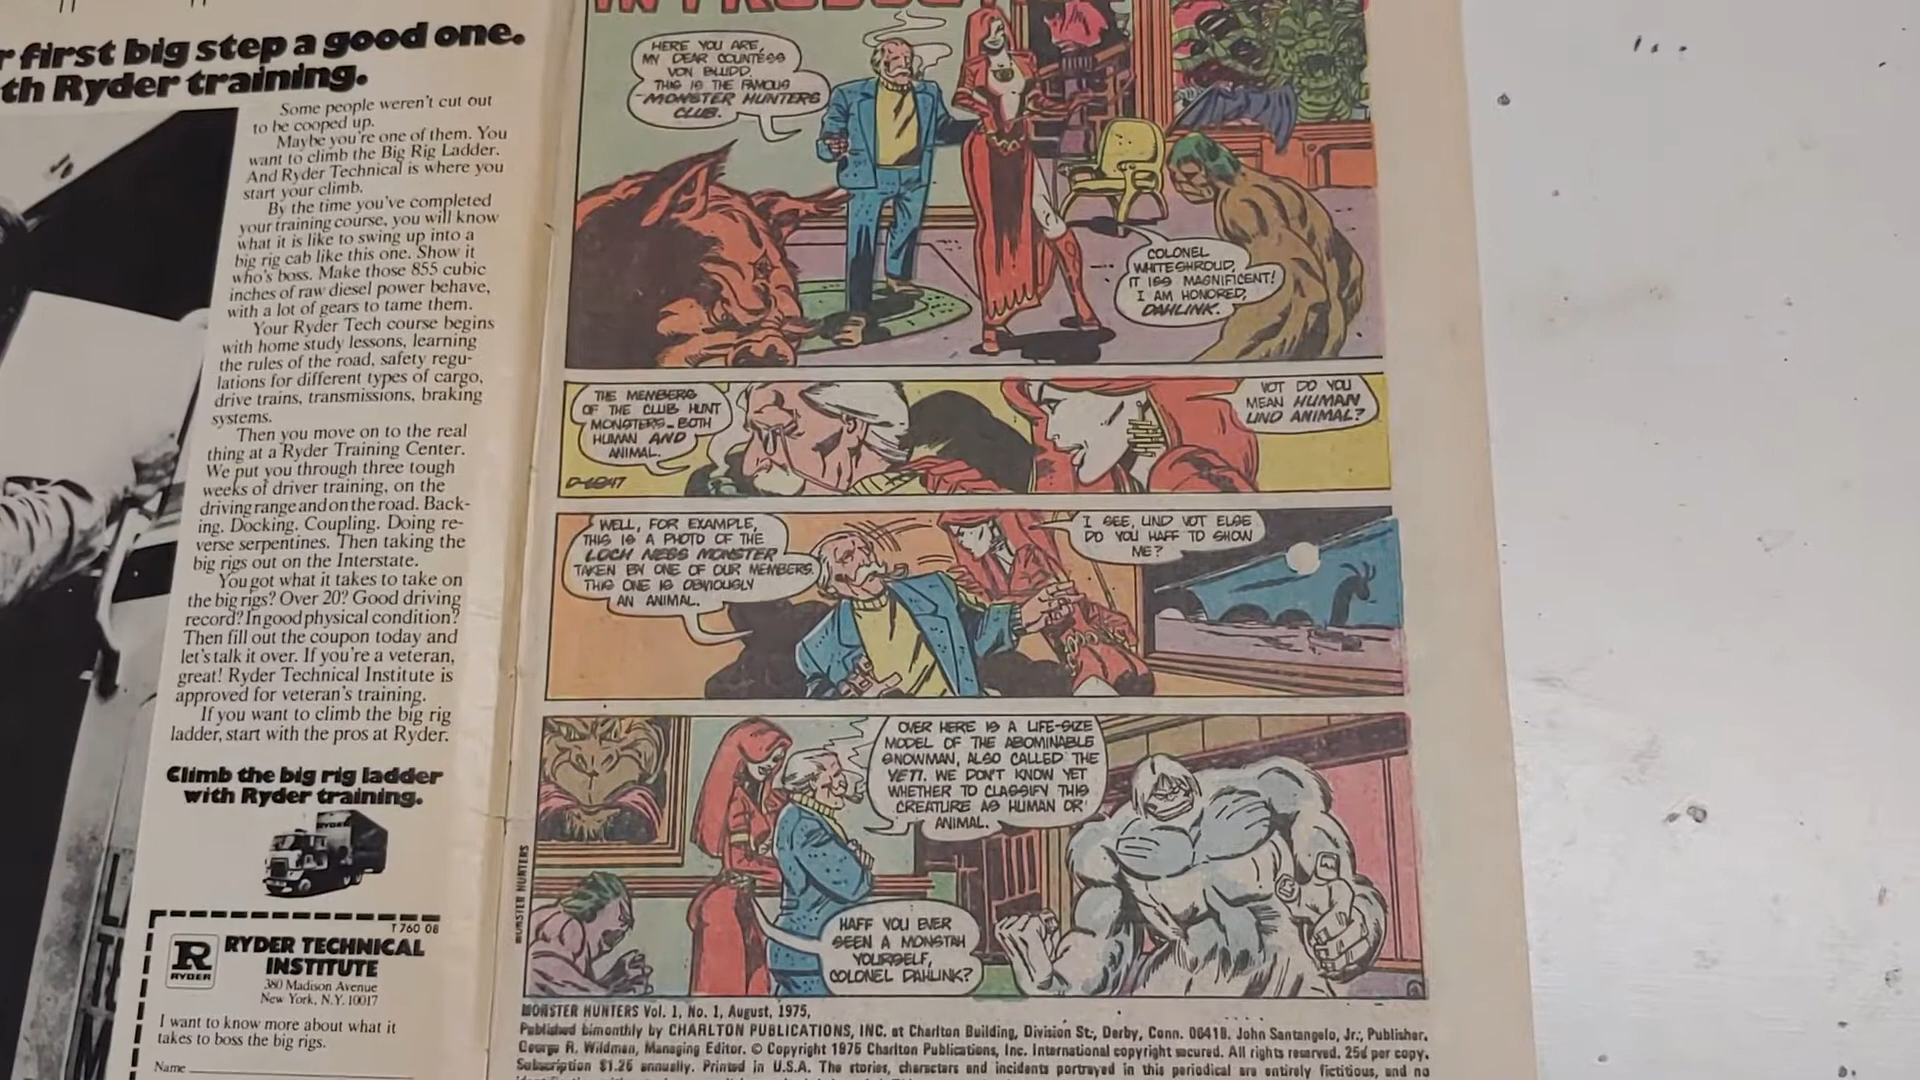 first big step a good one.
th Ryder training.
Some people weren't cut out
to be cooped up.
Maybe you're one of them. You
want to climb the Big Rig Ladder.
And Ryder Technical is where you
start your climb.
By the time you've completed
your training course, you will know
what it is like to swing up into a
big rig cab like this one. Show it
who's boss. Make those 855 cubic
inches of raw diesel power behave,
with a lot of gears to tame them.
Your Ryder Tech course begins
with home study lessons, learning
the rules of the road, safety regu-
lations for different types of cargo,
drive trains, transmissions, braking
systems.
Then you move on to the real
thing at a Ryder Training Center.
We put you through three tough
weeks of driver training, on the
driving range and on the road. Back-
ing. Docking. Coupling. Doing re-
verse serpentines. Then taking the
big rigs out on the Interstate.
You got what it takes to take on
the big rigs? Over 20? Good driving
record? In good physical condition?
Then fill out the coupon today and
let's talk it over. If you're a veteran,
great! Ryder Technical Institute is
approved for veteran's training.
If you want to climb the big rig
ladder, start with the pros at Ryder.
Climb the big rig ladder
with Ryder training.
RYDER
T 760 08
R
RYDER
RYDER TECHNICAL
INSTITUTE
380 Madison Avenue
New York, N.Y. 10017
I want to know more about what it
takes to boss the big rigs.
Name
HERE YOU ARE,
MY DEAR COUNTESS
VON BLUDD.
THIS IS THE FAMOUS
MONSTER HUNTERS
CLUB.
COLONEL
WHITESHROUD,
IT ISS MAGNIFICENT!
I AM HONORED,
DAHLINK.
THE MEMBERS
OF THE CLUB HUNT
MONSTERS--BOTH
HUMAN AND
ANIMAL.
VOT DO YOU
MEAN HUMAN
UND ANIMAL?
D-6847
WELL, FOR EXAMPLE,
THIS IS A PHOTO OF THE
LOCH NESS MONSTER
TAKEN BY ONE OF OUR MEMBERS.
THIS ONE IS OBVIOUSLY
AN ANIMAL.
I SEE, UND VOT ELSE
DO YOU HAFF TO SHOW
ME?
OVER HERE IS A LIFE-SIZE
MODEL OF THE ABOMINABLE
SNOWMAN, ALSO CALLED THE
YETI. WE DON'T KNOW YET
WHETHER TO CLASSIFY THIS
CREATURE AS HUMAN OR
ANIMAL.
HAFF YOU EVER
SEEN A MONSTAH
YOURSELF,
COLONEL DAHLINK?
MONSTER HUNTERS
MONSTER HUNTERS Vol. 1, No. 1, August, 1975,
Published bimonthly by CHARLTON PUBLICATIONS, INC. at Charlton Building, Division St., Derby, Conn. 06418. John Santangelo, Jr., Publisher.
George R. Wildman, Managing Editor. © Copyright 1975 Charlton Publications, Inc. International copyright secured. All rights reserved. 25¢ per copy.
Subscription $1.25 annually. Printed in U.S.A. The stories, characters and incidents portrayed in this periodical are entirely fictitious, and no